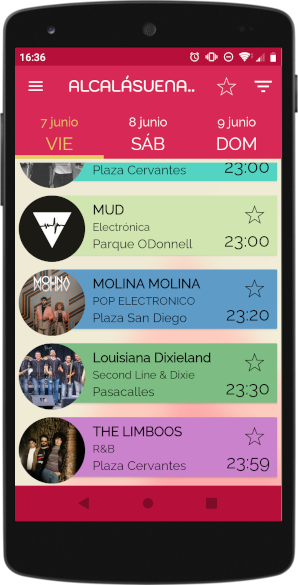 16:36
ALCALÁSUENA..
7 junio 8 junio 9 junio
VIE SÁB DOM
Plaza Cervantes 23:00
MUD
Electrónica
Parque ODonnell 23:00
MOLINO
MOLINA MOLINA
POP ELECTRONICO
Plaza San Diego 23:20
Louisiana Dixieland
Second Line & Dixie
Pasacalles 23:30
THE LIMBOOS
R&B
Plaza Cervantes 23:59